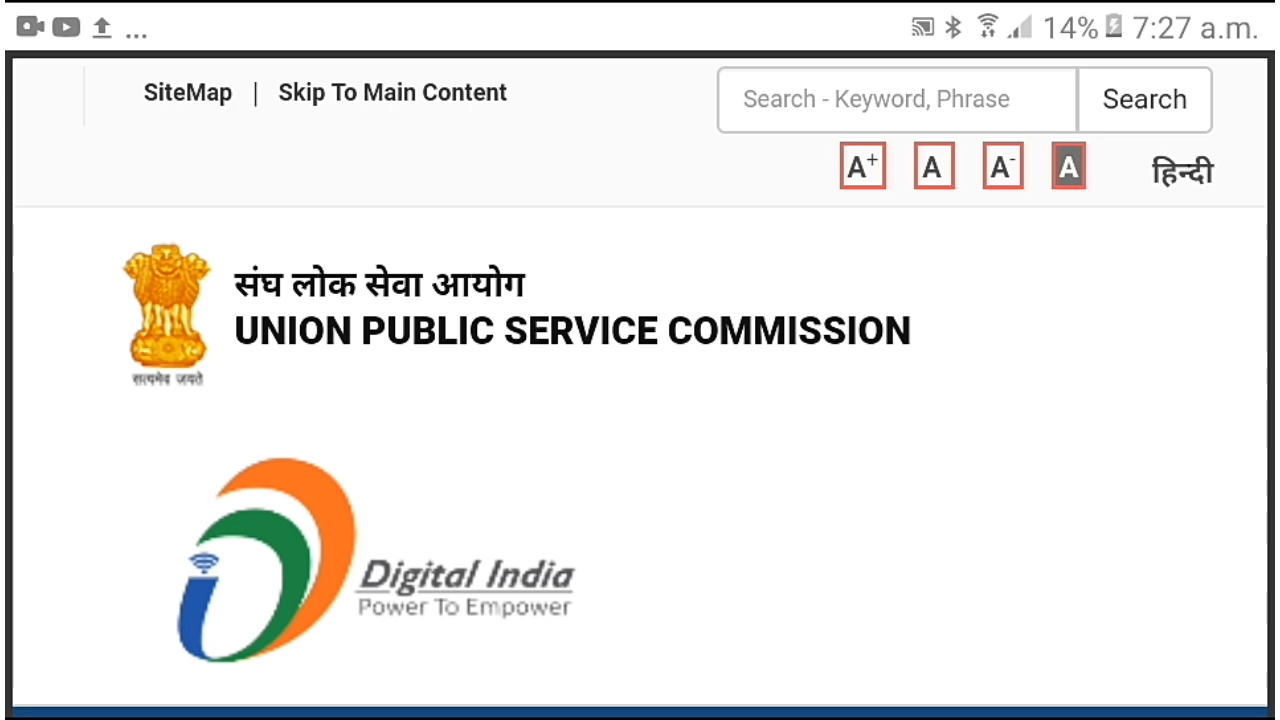 ... 14% 7:27 a.m.
SiteMap | Skip To Main Content
Search - Keyword, Phrase Search
A+ A A- A हिन्दी
संघ लोक सेवा आयोग
UNION PUBLIC SERVICE COMMISSION
सत्यमेव जयते
Digital India
Power To Empower